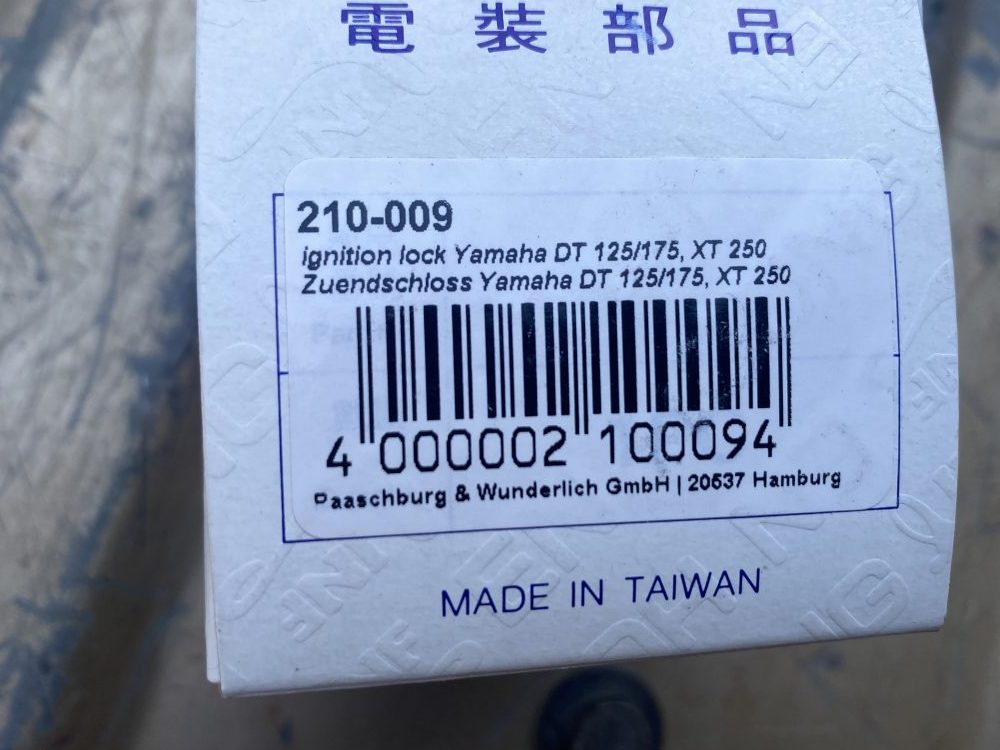 電裝部品
210-009
ignition lock Yamaha DT 125/175, XT 250
Zuendschloss Yamaha DT 125/175, XT 250
4 000002 100094
Paaschburg & Wunderlich GmbH | 20537 Hamburg
MADE IN TAIWAN